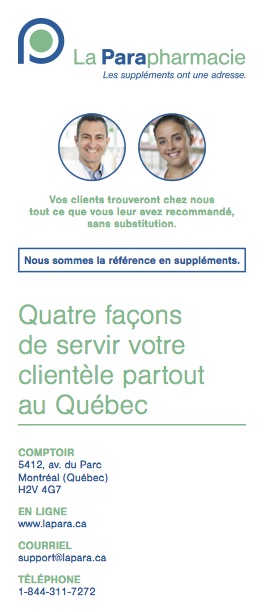 La Parapharmacie
Les suppléments ont une adresse.
Vos clients trouveront chez nous
tout ce que vous leur avez recommandé,
sans substitution.
Nous sommes la référence en suppléments.
Quatre façons
de servir votre
clientèle partout
au Québec
COMPTOIR
5412, av. du Parc
Montréal (Québec)
H2V 4G7
EN LIGNE
www.lapara.ca
COURRIEL
support@lapara.ca
TÉLÉPHONE
1-844-311-7272